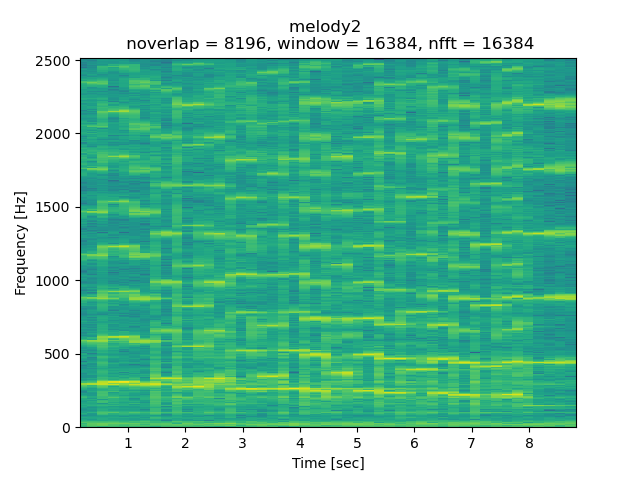 melody2
noverlap = 8196, window = 16384, nfft = 16384
2500
2000
1500
1000
500
0
Frequency [Hz]
1 2 3 4 5 6 7 8
Time [sec]